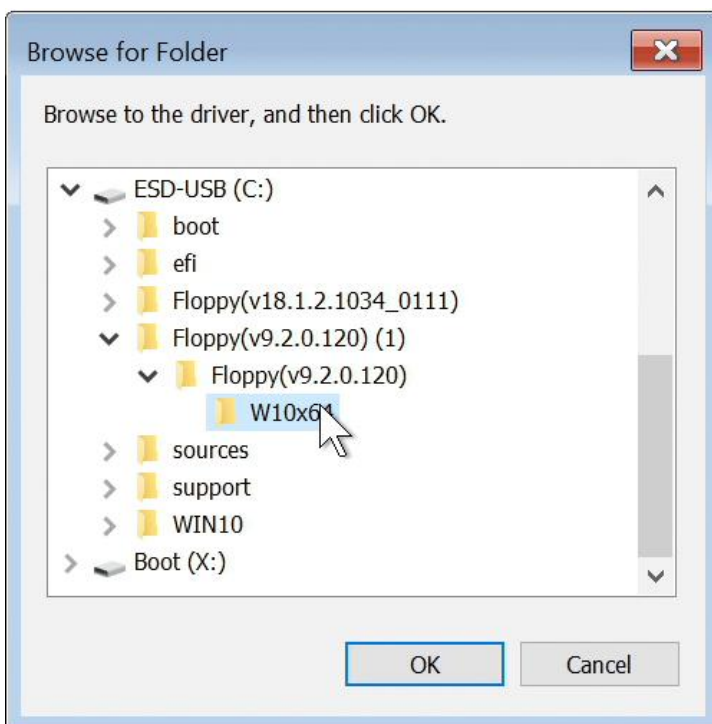 Browse for Folder
Browse to the driver, and then click OK.
ESD-USB (C:)
boot
efi
Floppy(v18.1.2.1034_0111)
Floppy(v9.2.0.120) (1)
Floppy(v9.2.0.120)
W10x64
sources
support
WIN10
Boot (X:)
OK
Cancel